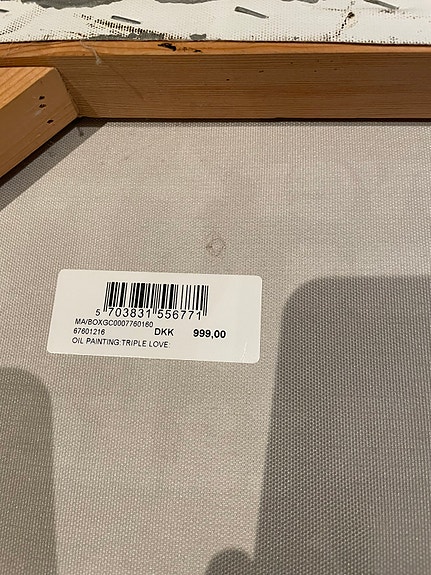 5 703831 556771
MA/BOXGC0007760160
67601216 DKK 999,00
OIL PAINTING:TRIPLE LOVE: